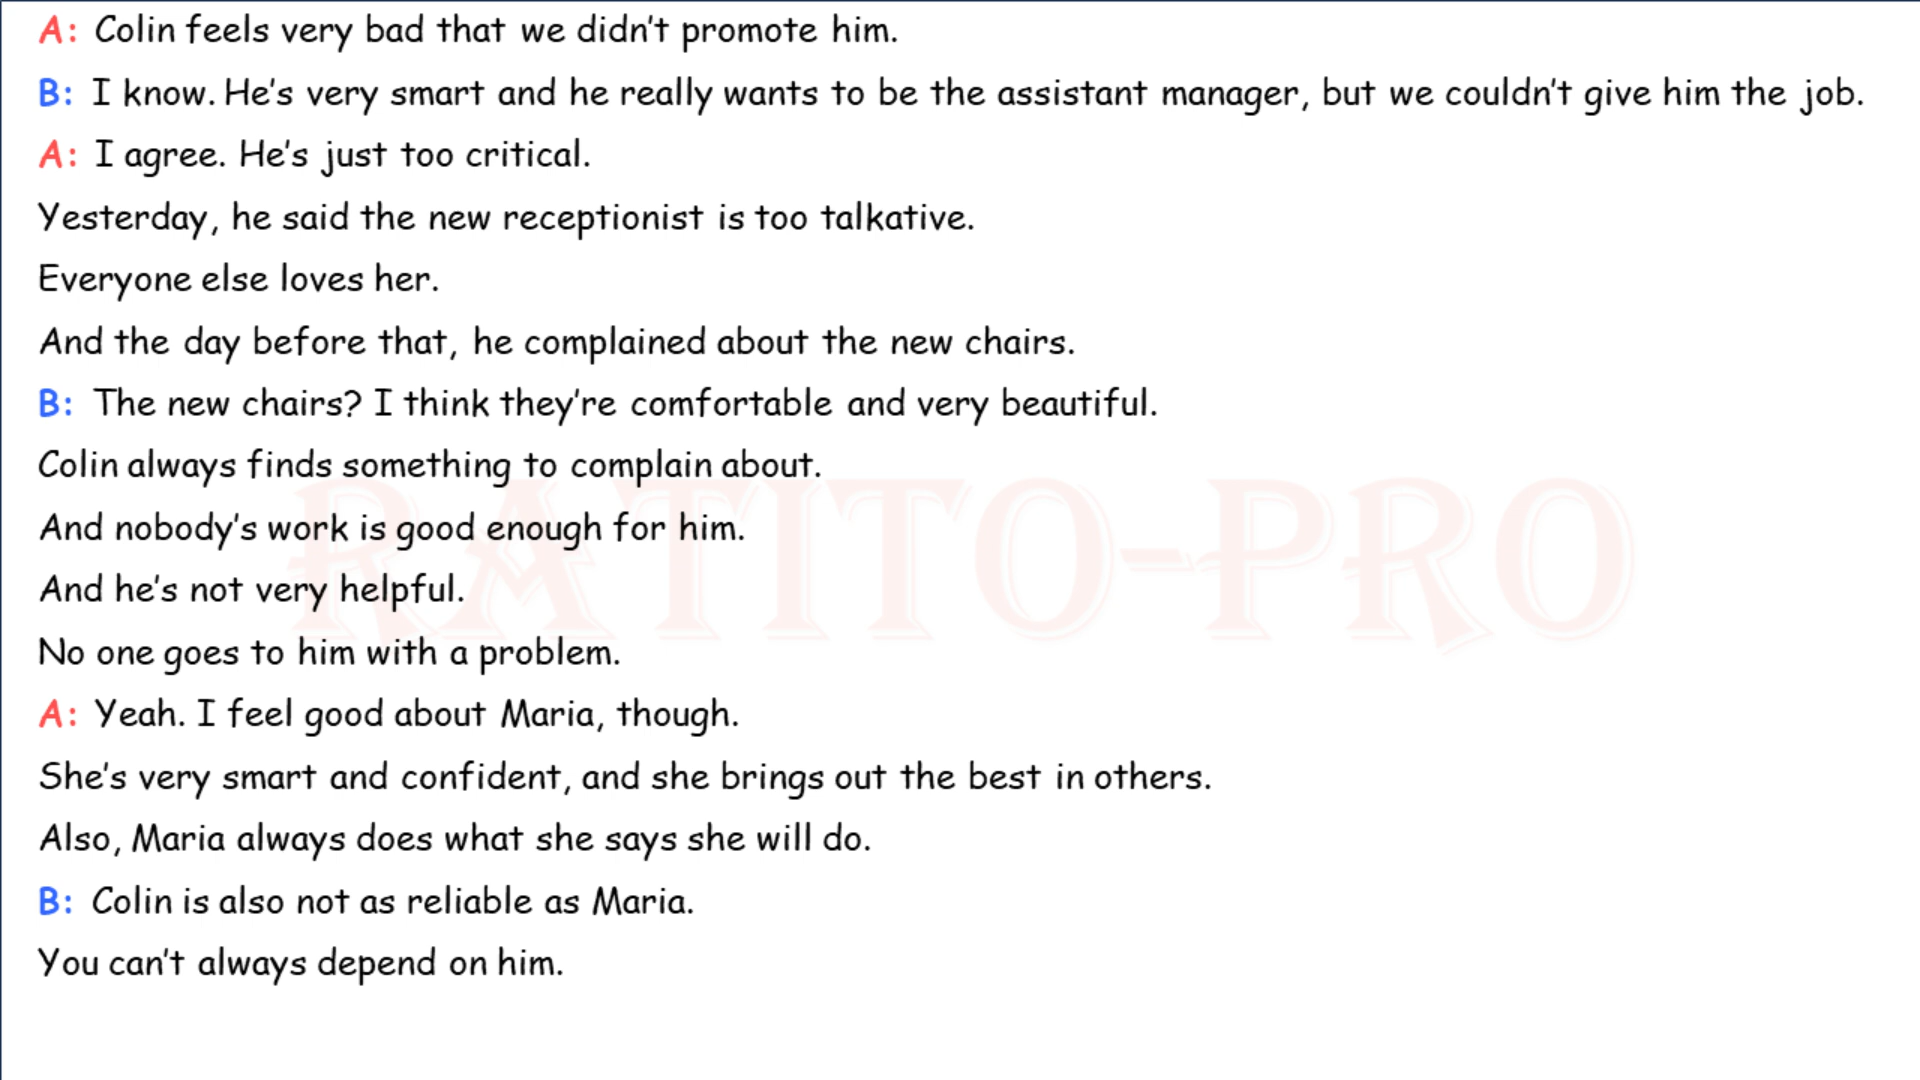 A: Colin feels very bad that we didn't promote him.
B: I know. He's very smart and he really wants to be the assistant manager, but we couldn't give him the job.
A: I agree. He's just too critical.
Yesterday, he said the new receptionist is too talkative.
Everyone else loves her.
And the day before that, he complained about the new chairs.
B: The new chairs? I think they're comfortable and very beautiful.
Colin always finds something to complain about.
RATITO-PRO
And nobody's work is good enough for him.
And he's not very helpful.
No one goes to him with a problem.
A: Yeah. I feel good about Maria, though.
She's very smart and confident, and she brings out the best in others.
Also, Maria always does what she says she will do.
B: Colin is also not as reliable as Maria.
You can't always depend on him.